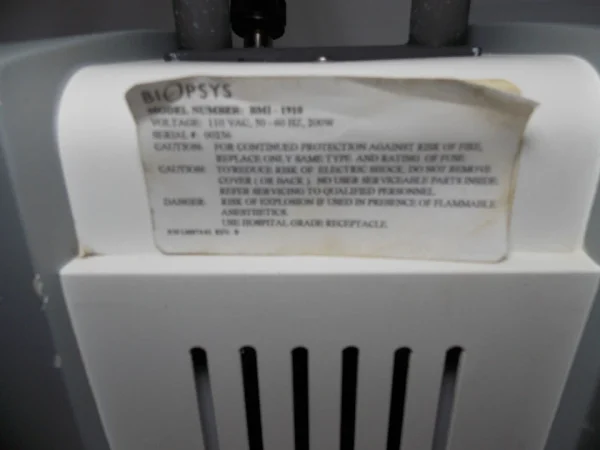 BIOPSYS
MODEL NUMBER: BMI - 1910
VOLTAGE: 110 VAC, 50 - 60 HZ, 200W
SERIAL #: 00236
CAUTION: FOR CONTINUED PROTECTION AGAINST RISK OF FIRE,
REPLACE ONLY SAME TYPE AND RATING OF FUSE
CAUTION: TO REDUCE RISK OF ELECTRIC SHOCK, DO NOT REMOVE
COVER ( OR BACK ). NO USER SERVICEABLE PARTS INSIDE
REFER SERVICING TO QUALIFIED PERSONNEL
DANGER: RISK OF EXPLOSION IF USED IN PRESENCE OF FLAMMABLE
ANESTHETICS.
USE HOSPITAL GRADE RECEPTACLE